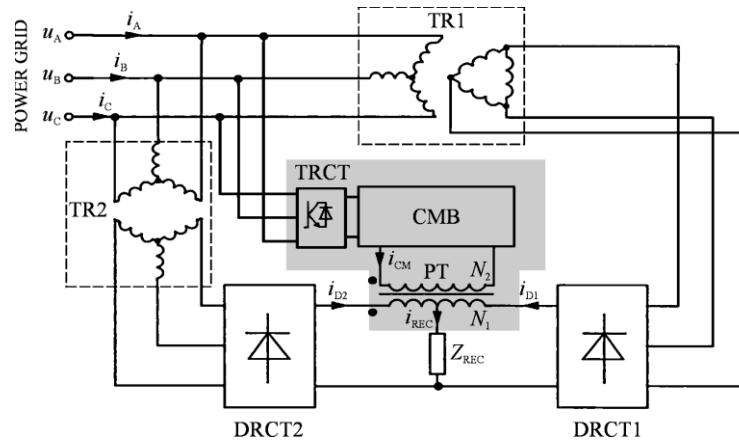 POWER GRID
u_A
i_A
u_B
i_B
u_C
i_C
TR1
TR2
TRCT
CMB
i_CM
PT
N_2
i_D2
i_REC
N_1
i_D1
Z_REC
DRCT2
DRCT1